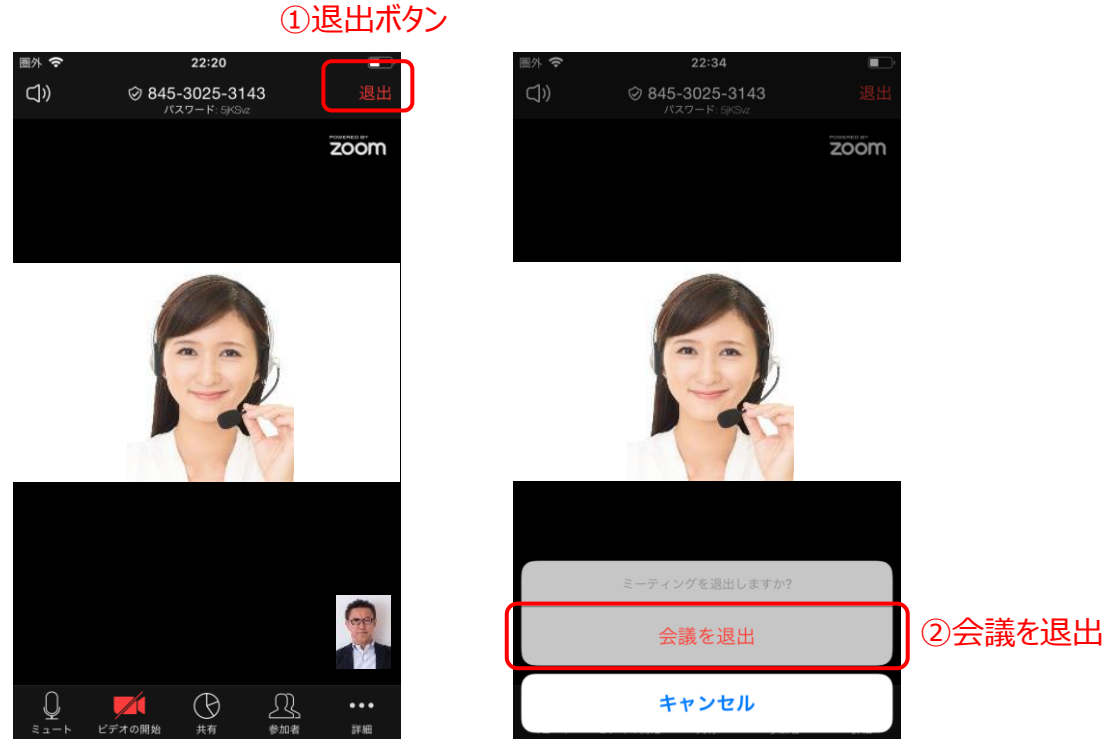 ①退出ボタン
圏外 22:20
845-3025-3143 退出
パスワード: 5jKSvz
POWERED BY
zoom
ミュート ビデオの開始 共有 参加者 詳細
圏外 22:34
845-3025-3143 退出
パスワード: 5jKSvz
POWERED BY
zoom
ミーティングを退出しますか?
会議を退出
②会議を退出
キャンセル